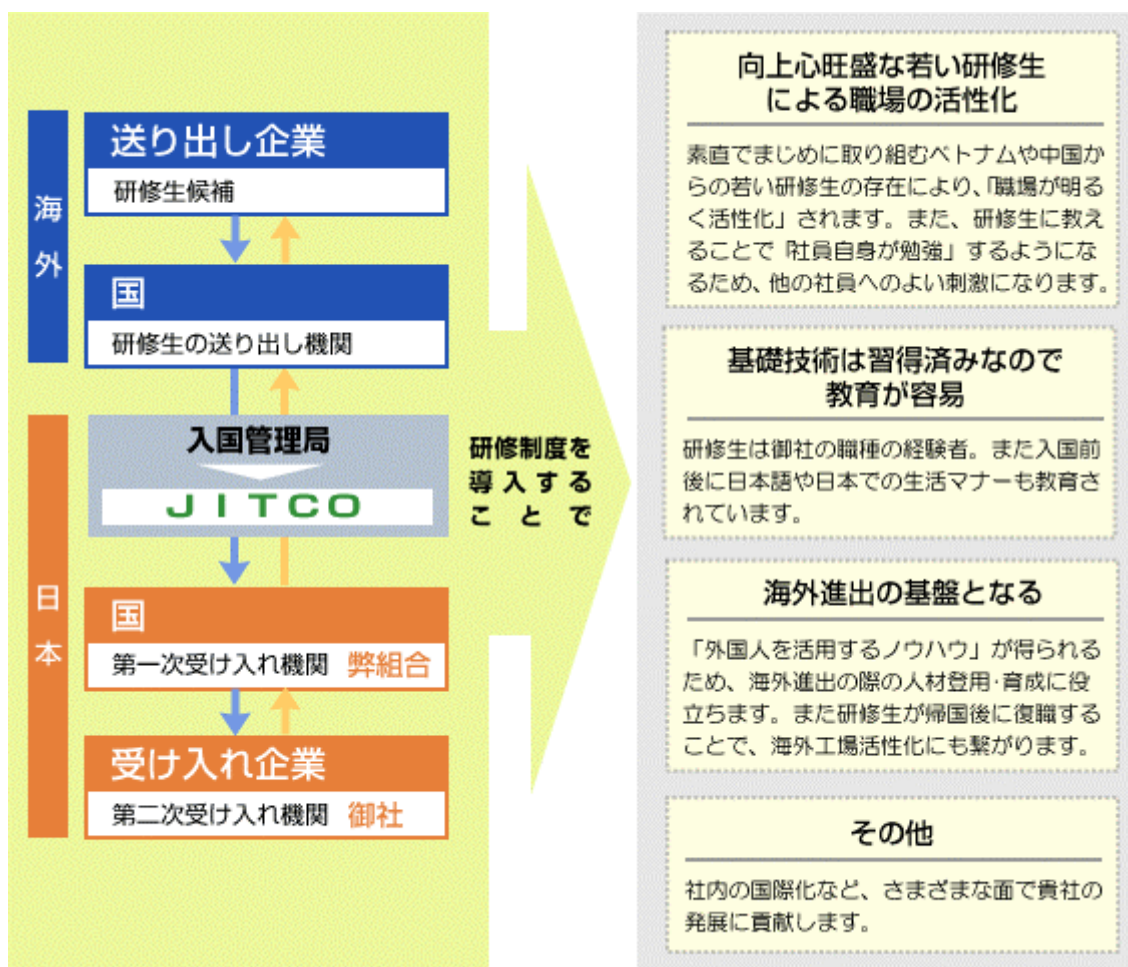 海外
送り出し企業
研修生候補
国
研修生の送り出し機関
日本
入国管理局
JITCO
国
第一次受け入れ機関 弊組合
受け入れ企業
第二次受け入れ機関 御社
研修制度を
導入する
ことで
向上心旺盛な若い研修生
による職場の活性化
素直でまじめに取り組むベトナムや中国か
らの若い研修生の存在により、「職場が明る
く活性化」されます。また、研修生に教え
ることで「社員自身が勉強」するようにな
るため、他の社員へのよい刺激になります。
基礎技術は習得済みなので
教育が容易
研修生は御社の職種の経験者。また入国前
後に日本語や日本での生活マナーも教育さ
れています。
海外進出の基盤となる
「外国人を活用するノウハウ」が得られる
ため、海外進出の際の人材登用・育成に役
立ちます。また研修生が帰国後に復職する
ことで、海外工場活性化にも繋がります。
その他
社内の国際化など、さまざまな面で貴社の
発展に貢献します。